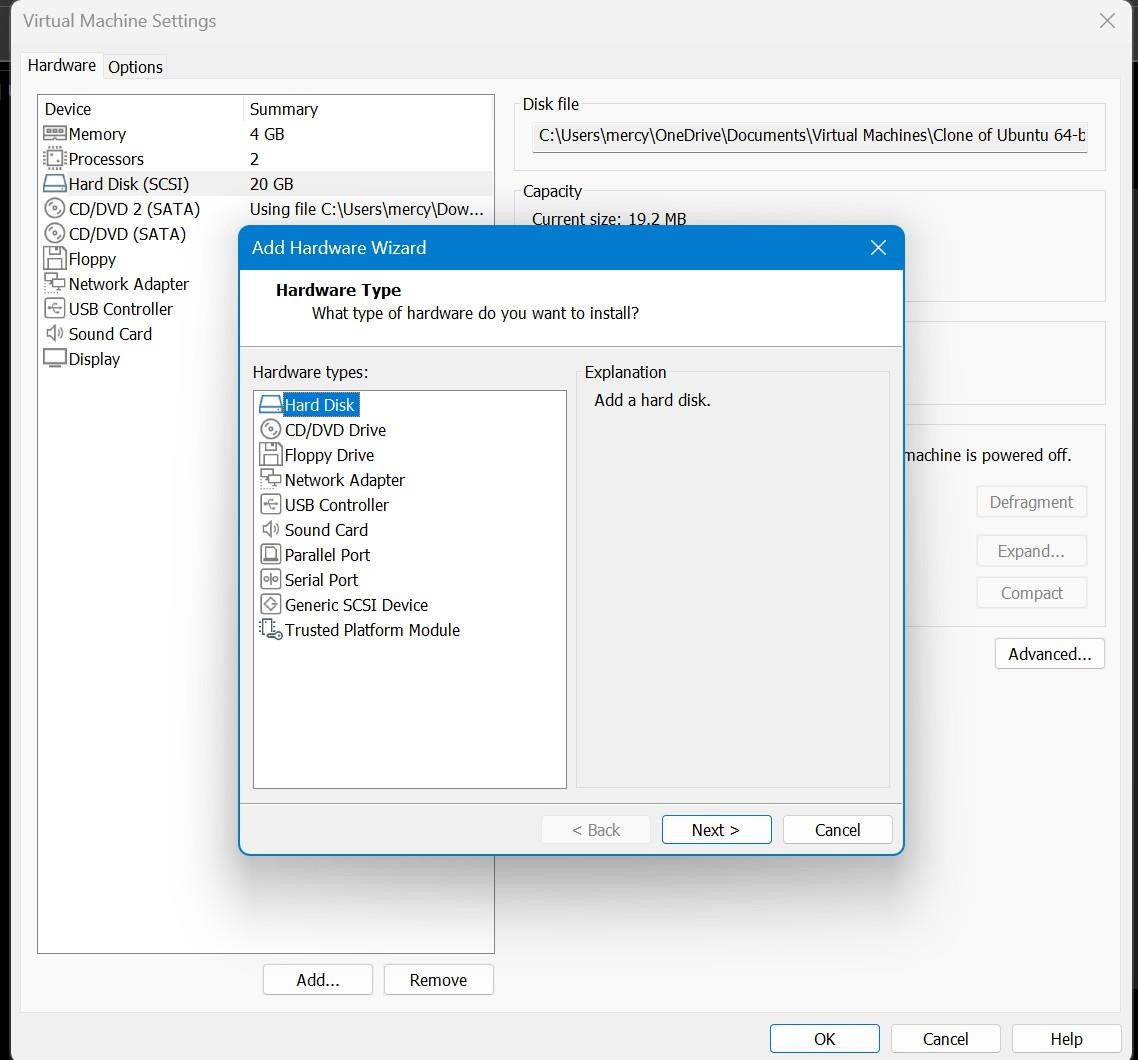 Virtual Machine Settings
Hardware Options
Device Summary
Memory 4 GB
Processors 2
Hard Disk (SCSI) 20 GB
CD/DVD 2 (SATA) Using file C:\Users\mercy\Dow...
CD/DVD (SATA)
Floppy
Network Adapter
USB Controller
Sound Card
Display
Disk file
C:\Users\mercy\OneDrive\Documents\Virtual Machines\Clone of Ubuntu 64-b
Capacity
Current size: 19.2 MB
Add Hardware Wizard
Hardware Type
What type of hardware do you want to install?
Hardware types:
Hard Disk
CD/DVD Drive
Floppy Drive
Network Adapter
USB Controller
Sound Card
Parallel Port
Serial Port
Generic SCSI Device
Trusted Platform Module
Explanation
Add a hard disk.
< Back Next > Cancel
machine is powered off.
Defragment
Expand...
Compact
Advanced...
Add... Remove
OK Cancel Help